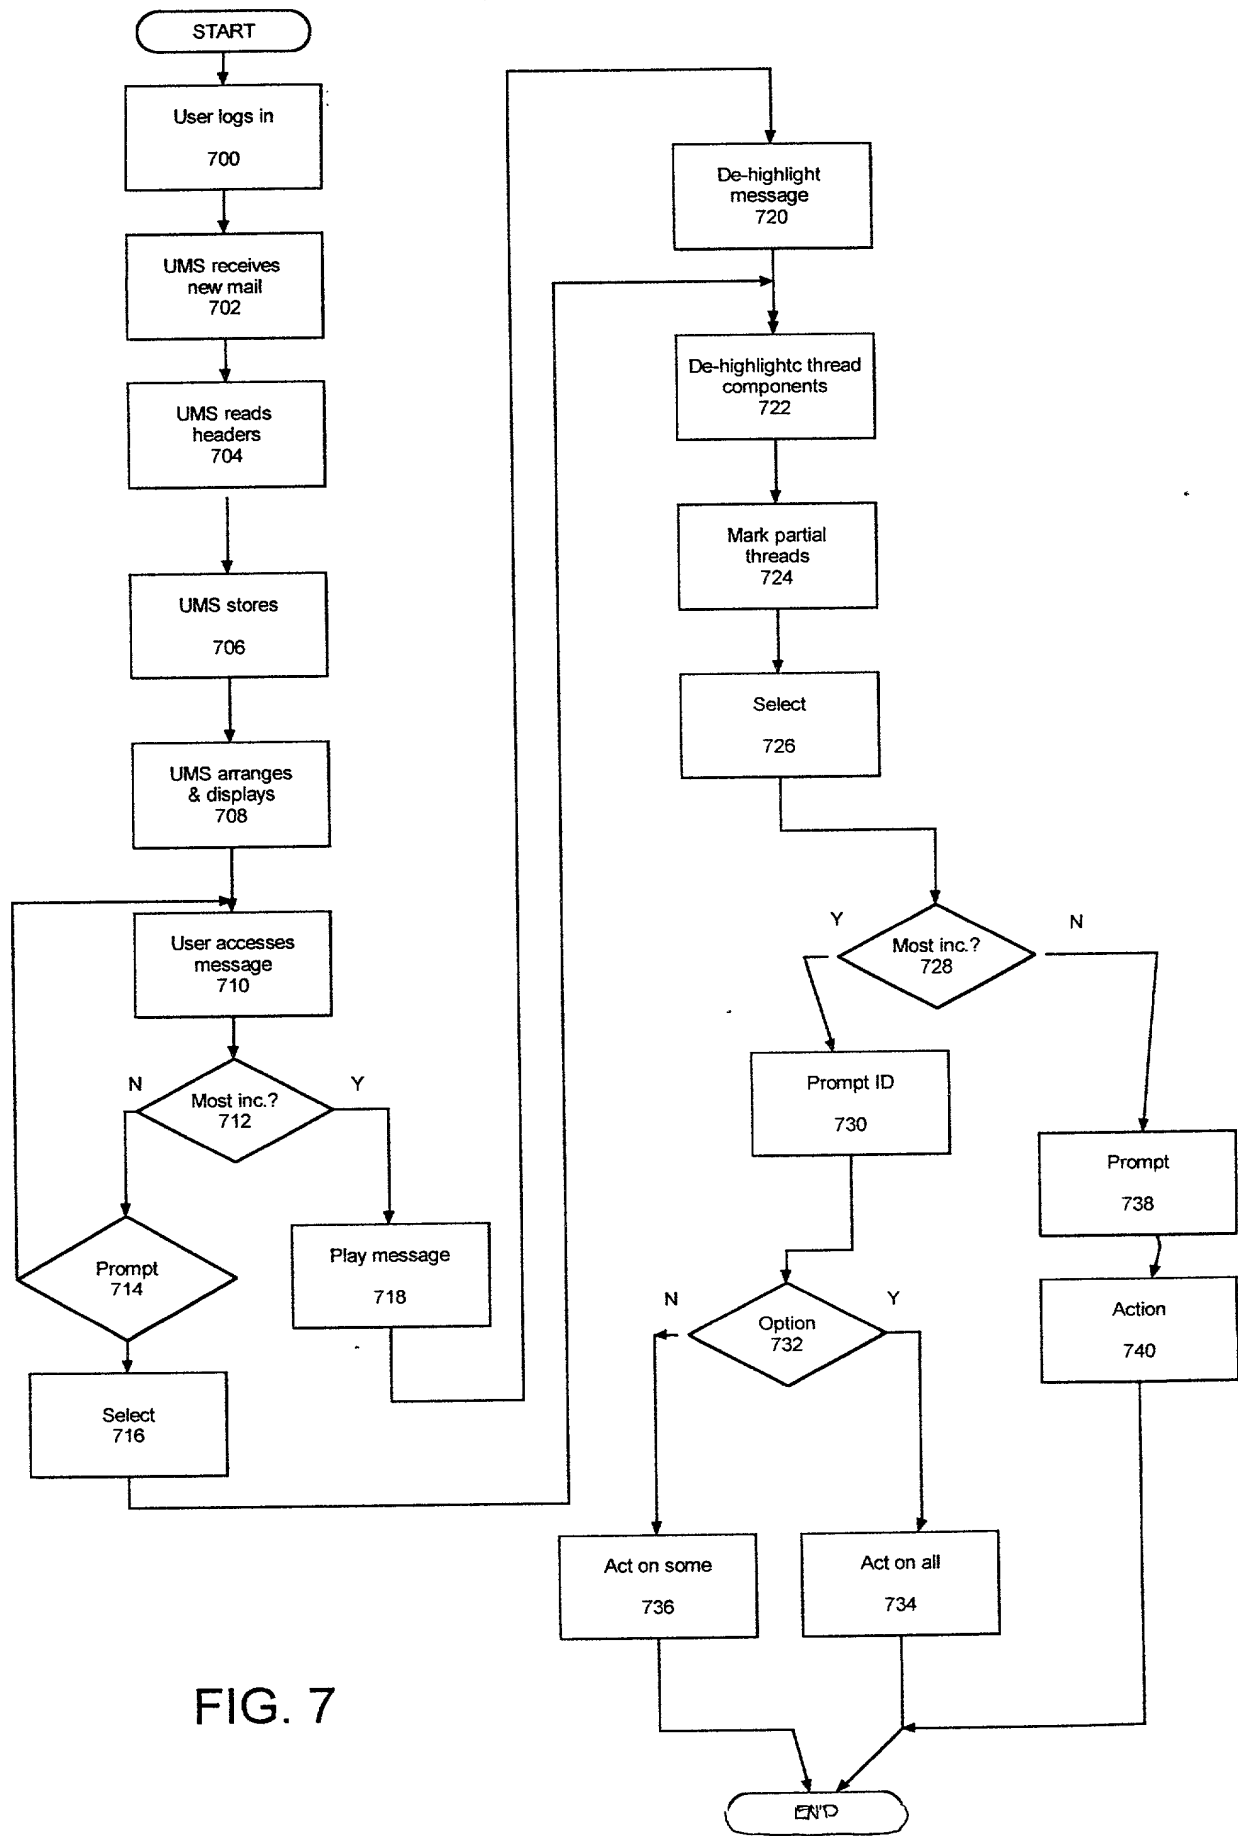 START
User logs in
700
UMS receives
new mail
702
UMS reads
headers
704
UMS stores
706
UMS arranges
& displays
708
User accesses
message
710
N
Most inc.?
712
Y
Prompt
714
Play message
718
Select
716
De-highlight
message
720
De-highlightc thread
components
722
Mark partial
threads
724
Select
726
Y
Most inc.?
728
N
Prompt ID
730
Prompt
738
N
Option
732
Y
Action
740
Act on some
736
Act on all
734
END
FIG. 7